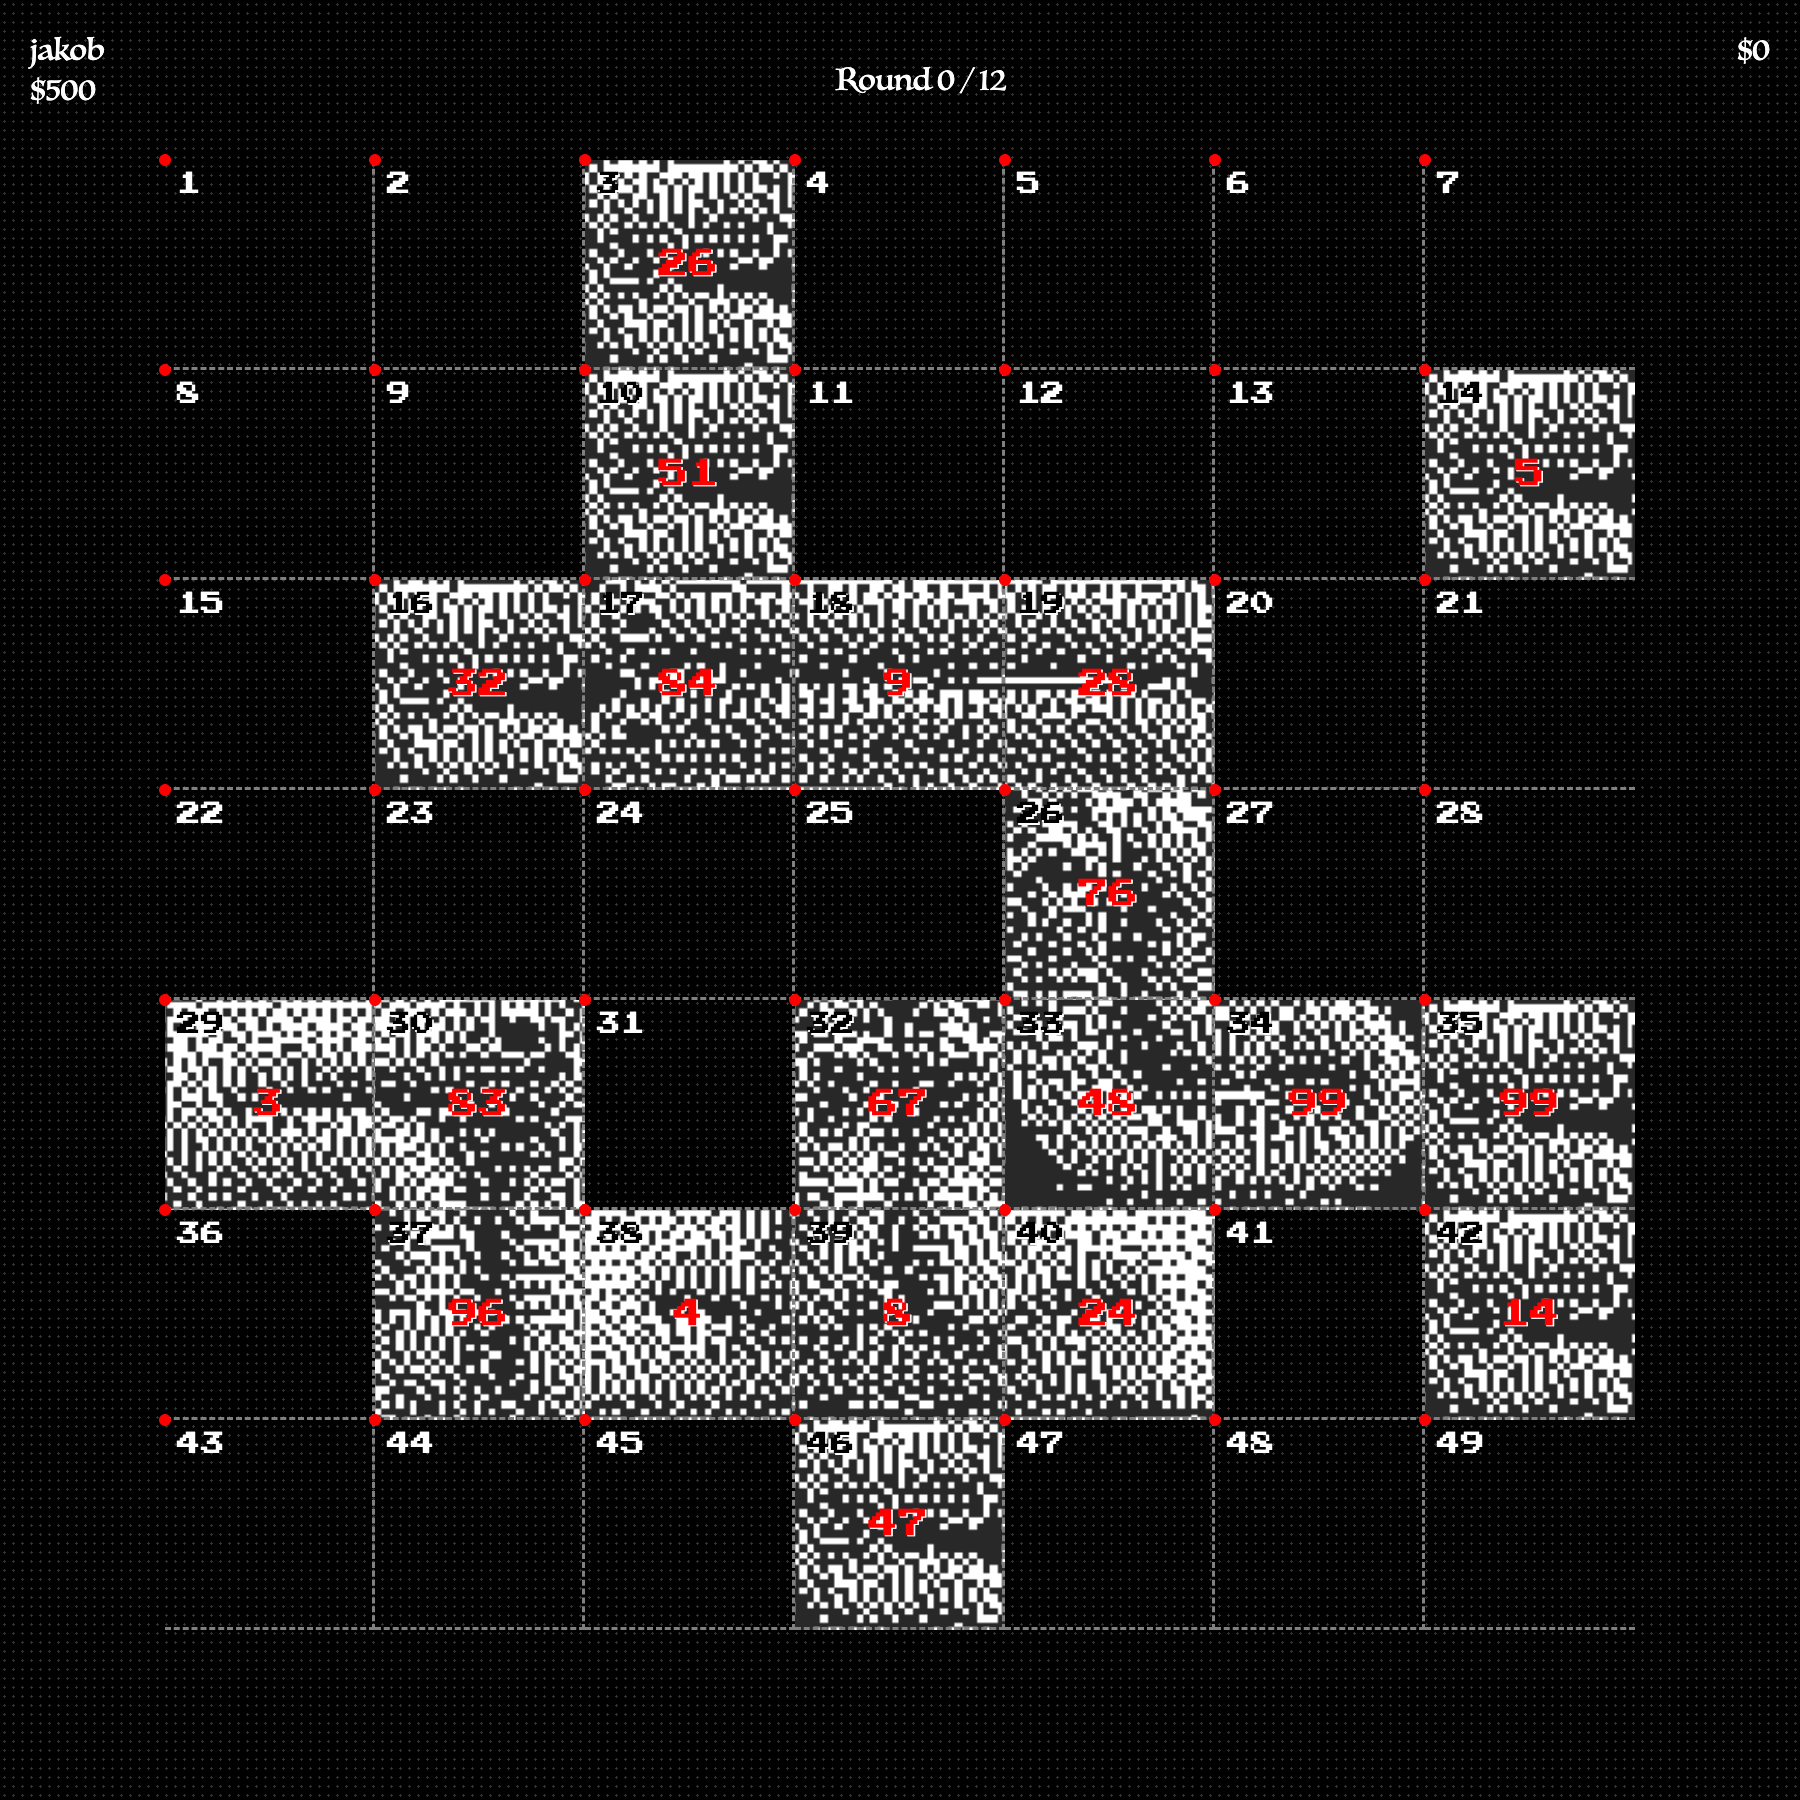 jakob
$500
Round 0 / 12
$0
1 2 3 4 5 6 7
26
8 9 10 11 12 13 14
51 5
15 16 17 18 19 20 21
32 84 9 28
22 23 24 25 26 27 28
76
29 30 31 32 33 34 35
3 83 67 48 99 99
36 37 38 39 40 41 42
96 4 8 24 14
43 44 45 46 47 48 49
47